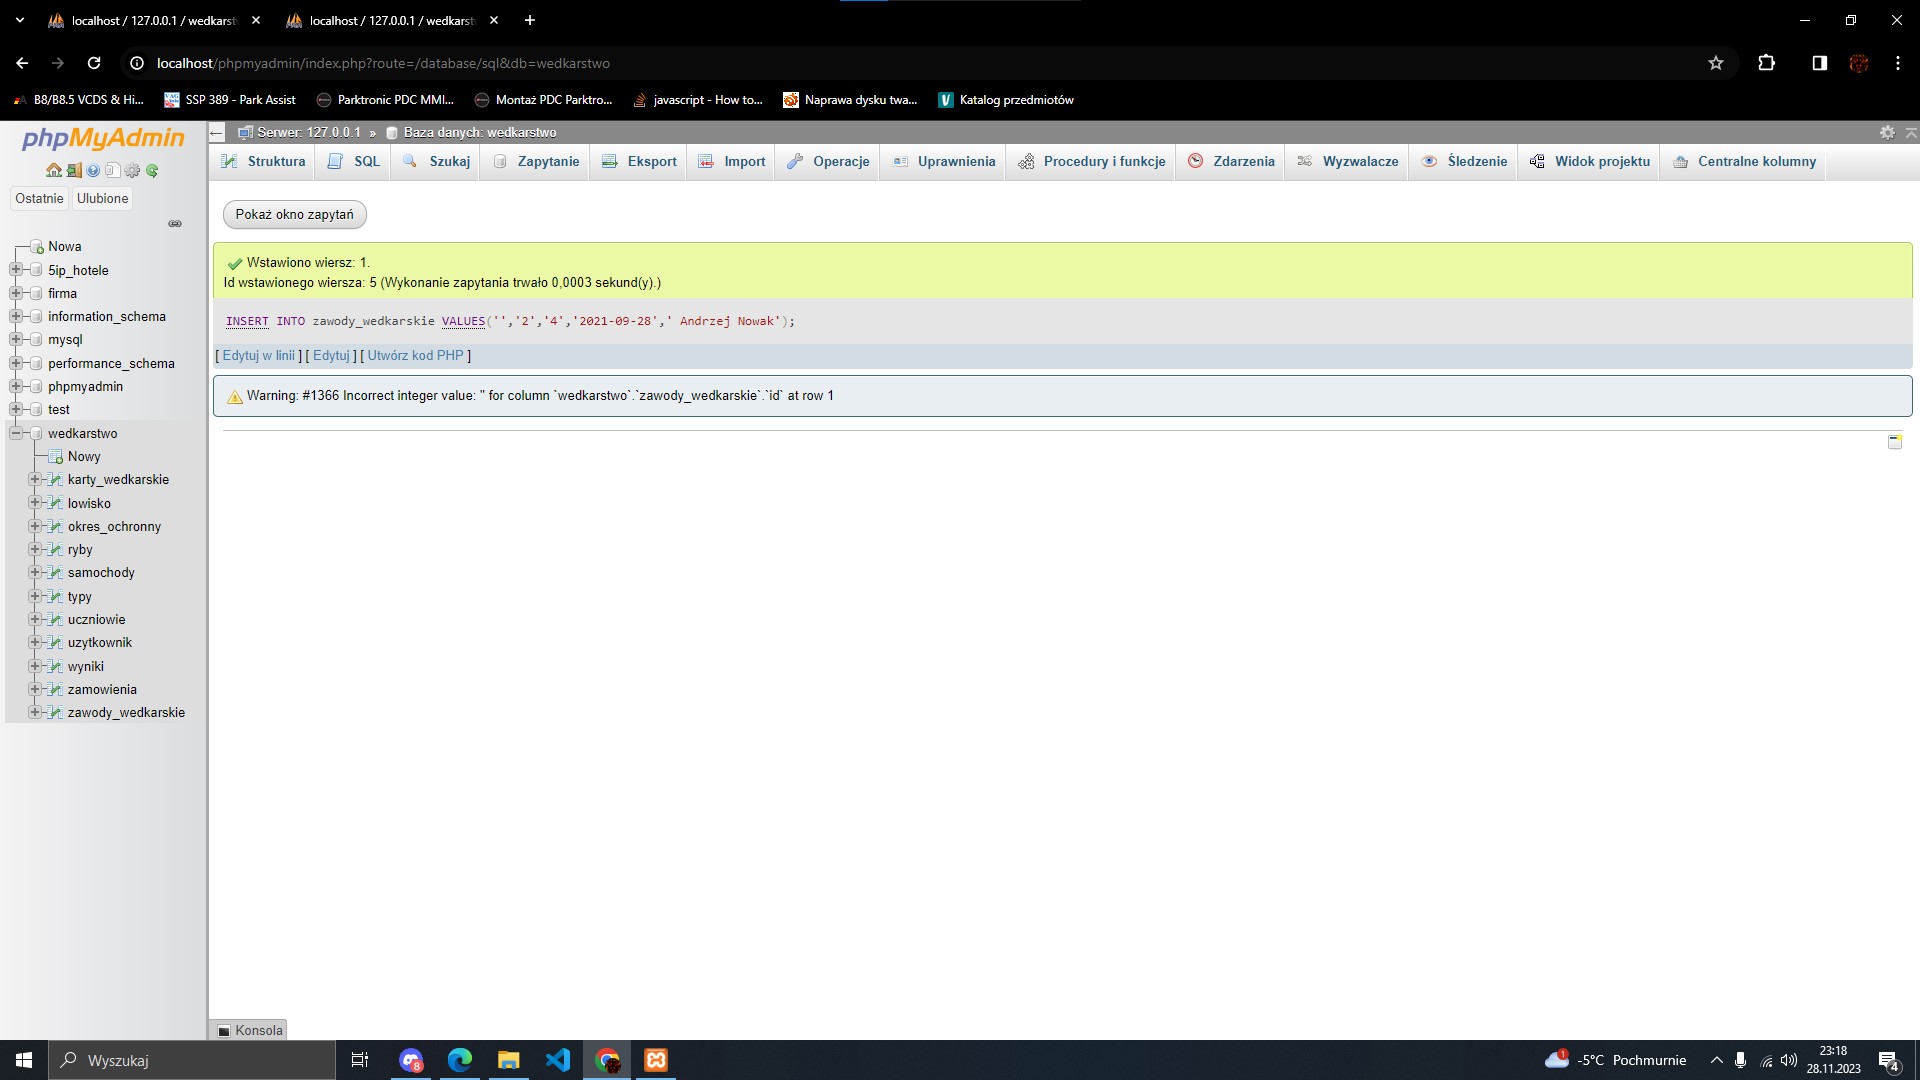 localhost / 127.0.0.1 / wedkarst
localhost / 127.0.0.1 / wedkarst
localhost/phpmyadmin/index.php?route=/database/sql&db=wedkarstwo
B8/B8.5 VCDS & Hi...
SSP 389 - Park Assist
Parktronic PDC MMI...
Montaż PDC Parktro...
javascript - How to...
Naprawa dysku twa...
Katalog przedmiotów
phpMyAdmin
Ostatnie
Ulubione
Nowa
5ip_hotele
firma
information_schema
mysql
performance_schema
phpmyadmin
test
wedkarstwo
Nowy
karty_wedkarskie
lowisko
okres_ochronny
ryby
samochody
typy
uczniowie
uzytkownik
wyniki
zamowienia
zawody_wedkarskie
Serwer: 127.0.0.1 » Baza danych: wedkarstwo
Struktura
SQL
Szukaj
Zapytanie
Eksport
Import
Operacje
Uprawnienia
Procedury i funkcje
Zdarzenia
Wyzwalacze
Śledzenie
Widok projektu
Centralne kolumny
Pokaż okno zapytań
Wstawiono wiersz: 1.
Id wstawionego wiersza: 5 (Wykonanie zapytania trwało 0,0003 sekund(y).)
INSERT INTO zawody_wedkarskie VALUES('','2','4','2021-09-28',' Andrzej Nowak');
[ Edytuj w linii ] [ Edytuj ] [ Utwórz kod PHP ]
Warning: #1366 Incorrect integer value: '' for column `wedkarstwo`.`zawody_wedkarskie`.`id` at row 1
Konsola
Wyszukaj
8
1
-5°C Pochmurnie
23:18
28.11.2023
4